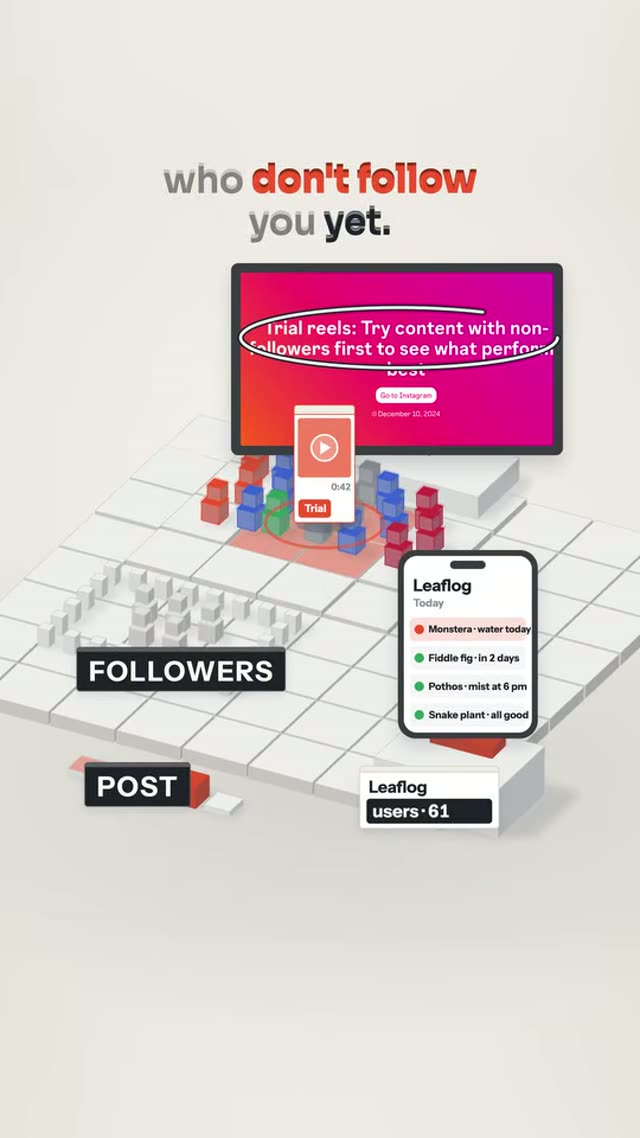 who don't follow
you yet.
Trial reels: Try content with non-
followers first to see what perform
best
Go to Instagram
December 10, 2024
0:42
Trial
Leaflog
Today
Monstera · water today
Fiddle fig · in 2 days
Pothos · mist at 6 pm
Snake plant · all good
FOLLOWERS
POST
Leaflog
users · 61